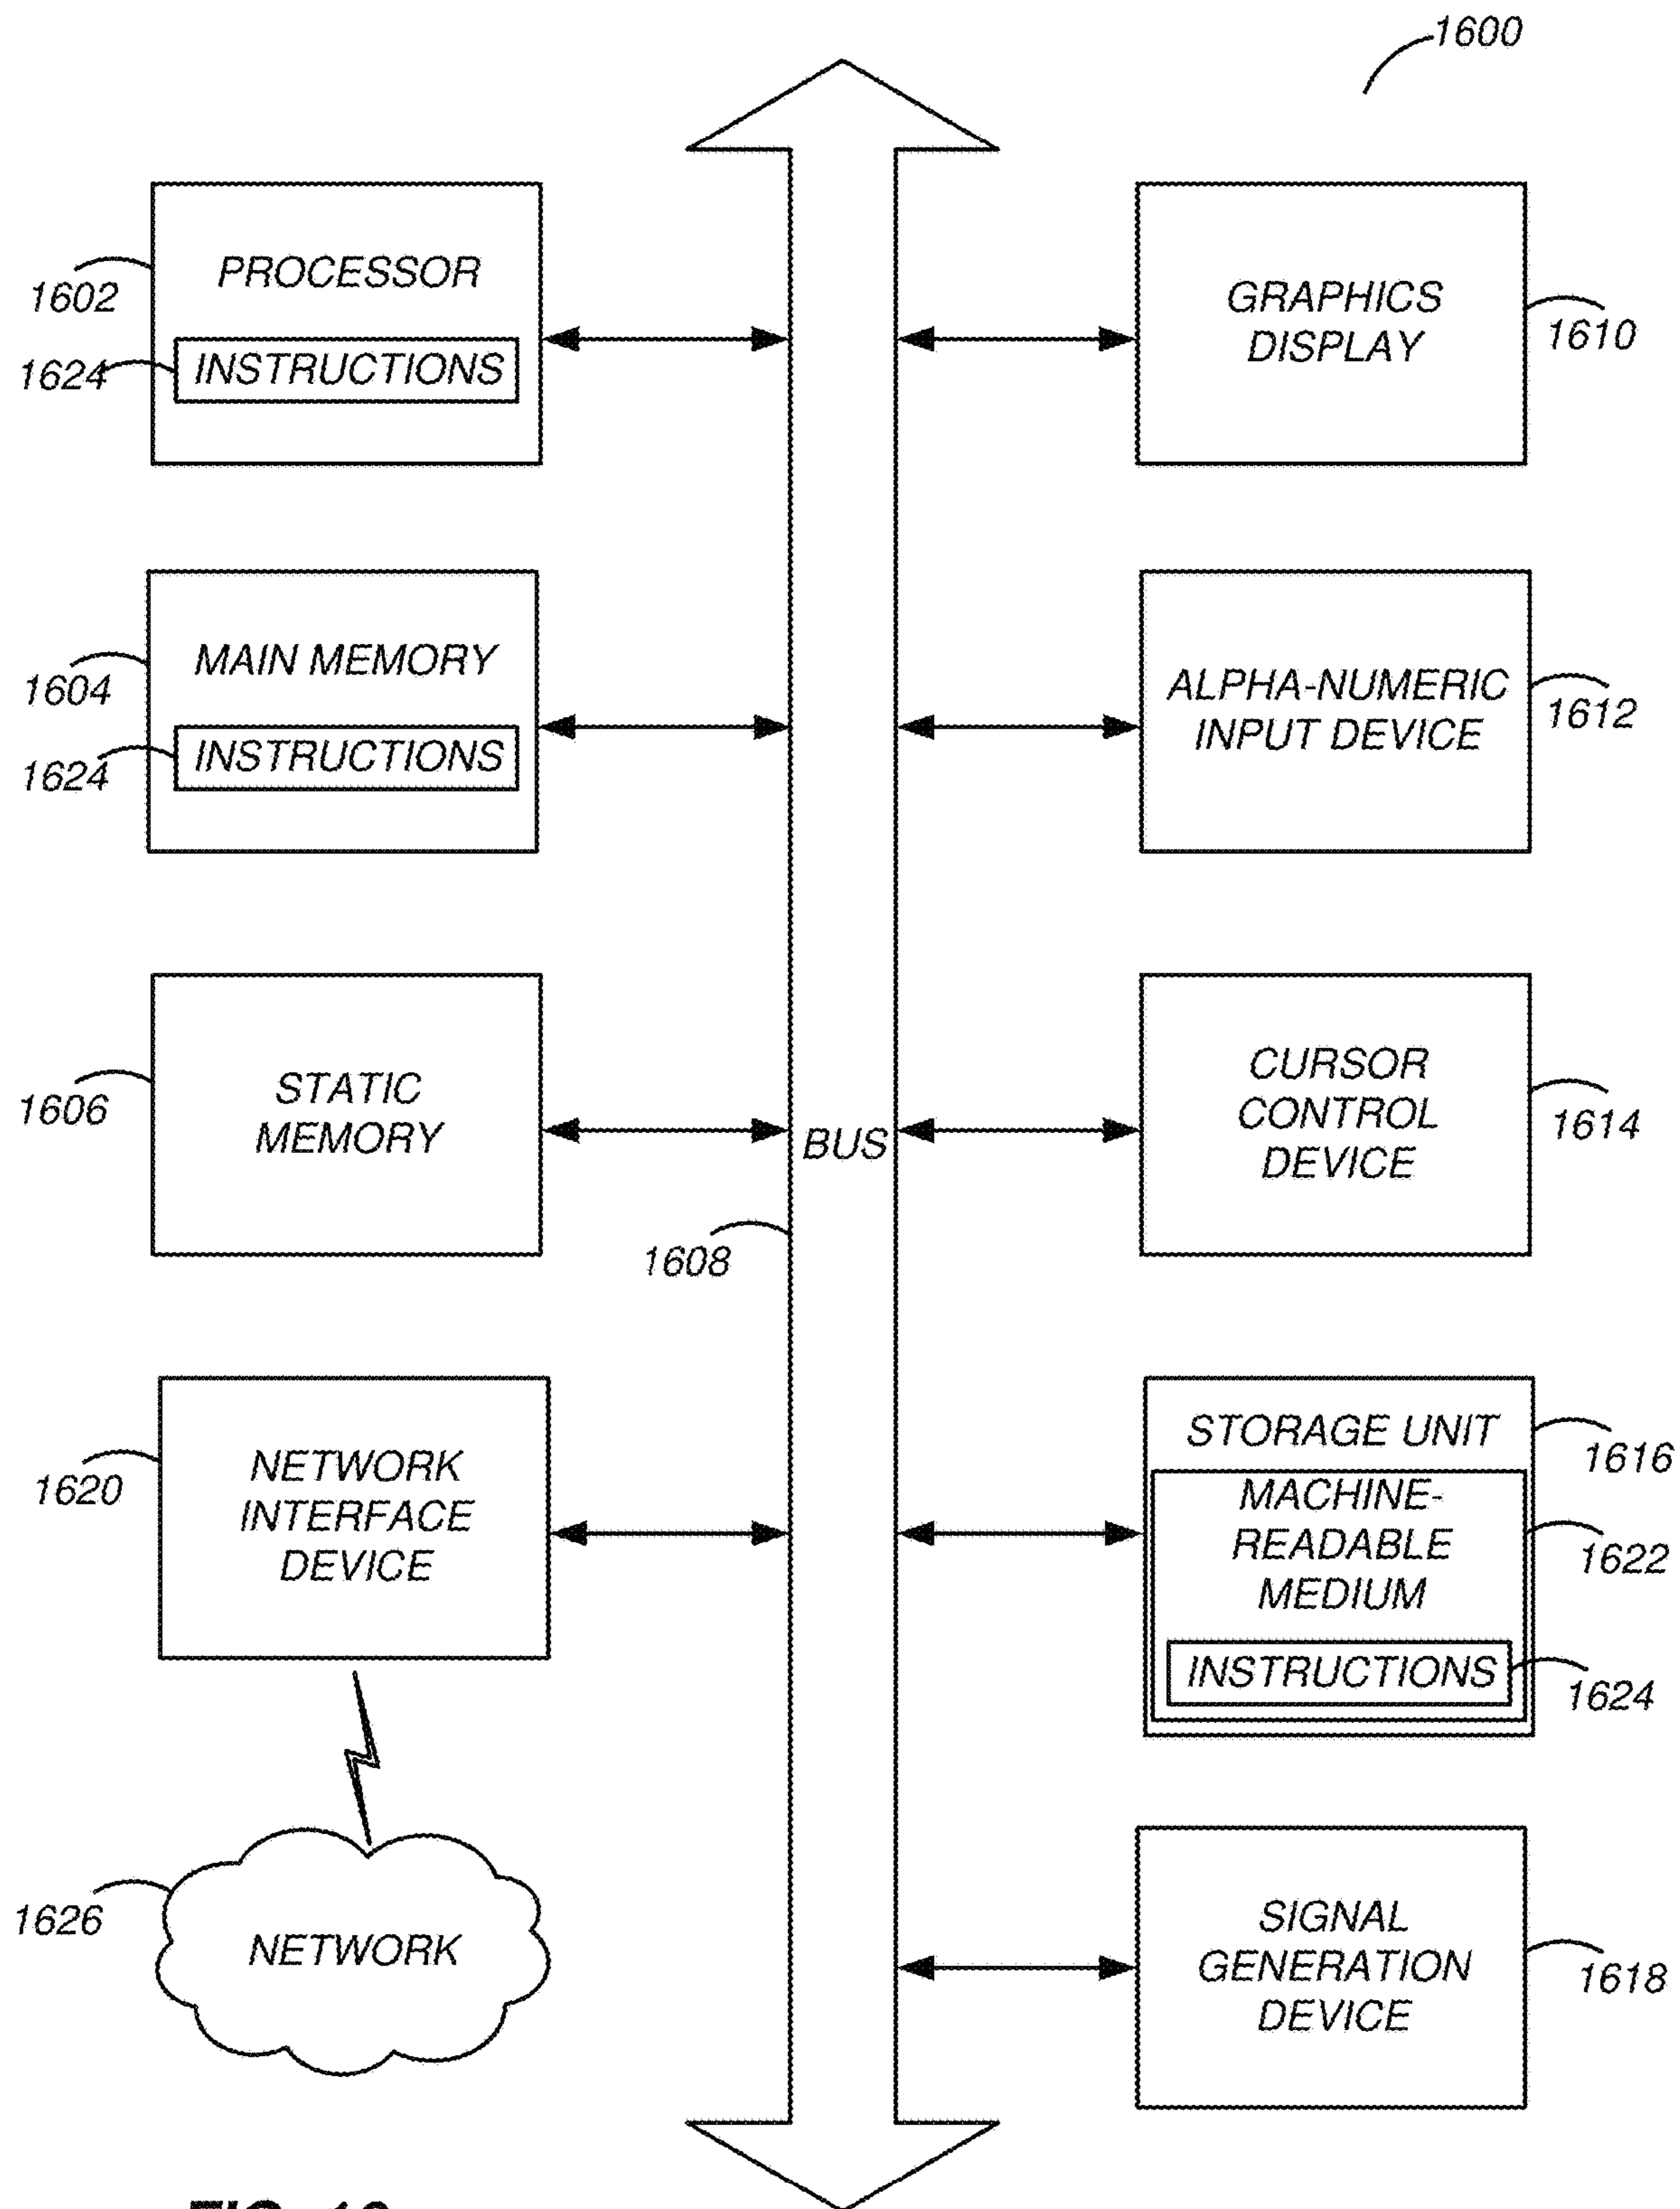 1600
PROCESSOR
1602
1624
INSTRUCTIONS
GRAPHICS
DISPLAY
1610
MAIN MEMORY
1604
1624
INSTRUCTIONS
ALPHA-NUMERIC
INPUT DEVICE
1612
STATIC
MEMORY
1606
BUS
1608
CURSOR
CONTROL
DEVICE
1614
NETWORK
INTERFACE
DEVICE
1620
STORAGE UNIT
1616
MACHINE-
READABLE
MEDIUM
1622
INSTRUCTIONS
1624
NETWORK
1626
SIGNAL
GENERATION
DEVICE
1618